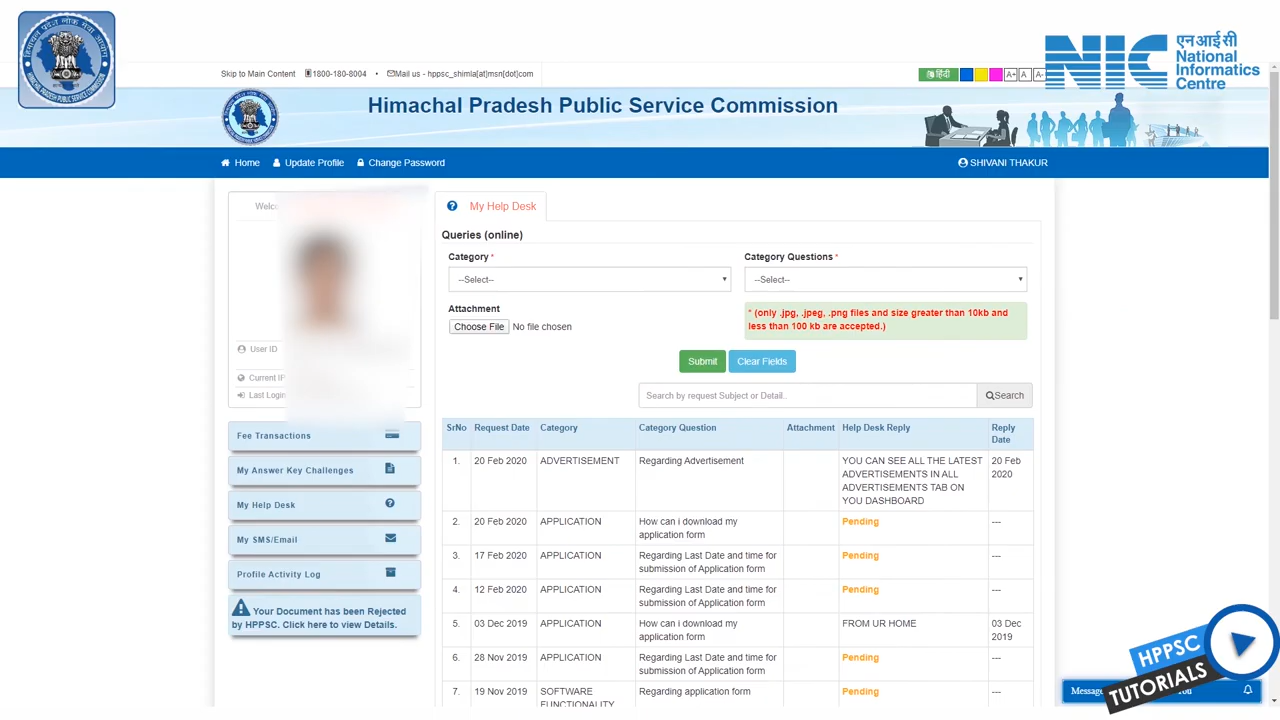 एनआईसी
National
Informatics
Centre
NIC
Skip to Main Content 1800-180-8004 • Mail us - hppsc_shimla[at]msn[dot]com
हिंदी A+ A A-
Himachal Pradesh Public Service Commission
Home Update Profile Change Password SHIVANI THAKUR
My Help Desk
Queries (online)
Category * Category Questions *
--Select-- --Select--
Attachment
Choose File No file chosen
* (only .jpg, .jpeg, .png files and size greater than 10kb and
less than 100 kb are accepted.)
Submit Clear Fields
Search by request Subject or Detail.. Search
User ID
Current IP
Last Login
Fee Transactions
My Answer Key Challenges
My Help Desk
My SMS/Email
Profile Activity Log
Your Document has been Rejected
by HPPSC. Click here to view Details.
SrNo Request Date Category Category Question Attachment Help Desk Reply Reply
Date
1. 20 Feb 2020 ADVERTISEMENT Regarding Advertisement YOU CAN SEE ALL THE LATEST 20 Feb
ADVERTISEMENTS IN ALL 2020
ADVERTISEMENTS TAB ON
YOU DASHBOARD
2. 20 Feb 2020 APPLICATION How can i download my Pending ---
application form
3. 17 Feb 2020 APPLICATION Regarding Last Date and time for Pending ---
submission of Application form
4. 12 Feb 2020 APPLICATION Regarding Last Date and time for Pending ---
submission of Application form
5. 03 Dec 2019 APPLICATION How can i download my FROM UR HOME 03 Dec
application form 2019
6. 28 Nov 2019 APPLICATION Regarding Last Date and time for Pending ---
submission of Application form
7. 19 Nov 2019 SOFTWARE Regarding application form Pending ---
FUNCTIONALITY
HPPSC
TUTORIALS